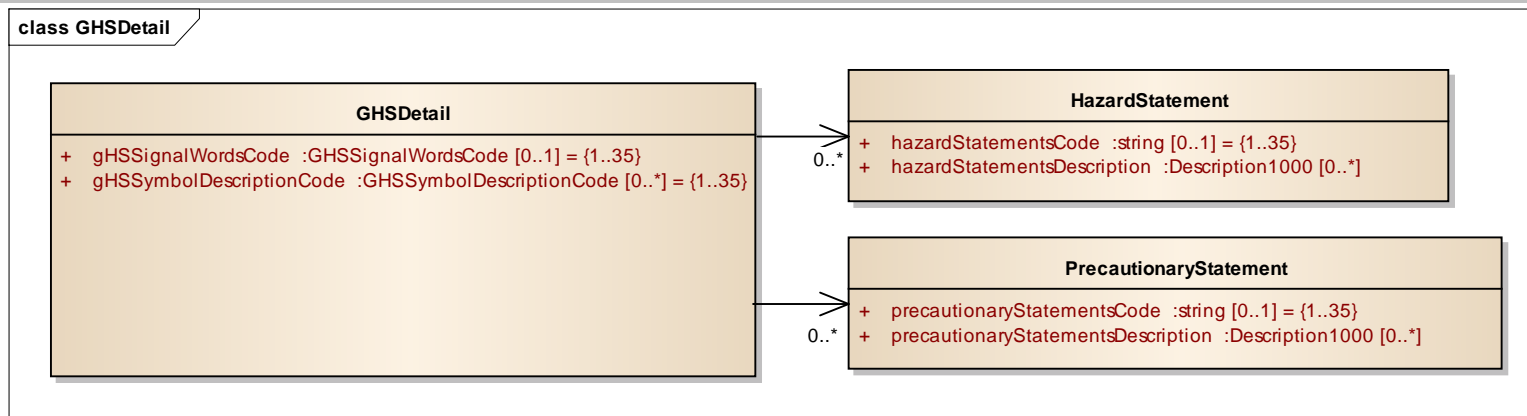 class GHSDetail
GHSDetail
+ gHSSignalWordsCode :GHSSignalWordsCode [0..1] = {1..35}
+ gHSSymbolDescriptionCode :GHSSymbolDescriptionCode [0..*] = {1..35}
0..*
HazardStatement
+ hazardStatementsCode :string [0..1] = {1..35}
+ hazardStatementsDescription :Description1000 [0..*]
0..*
PrecautionaryStatement
+ precautionaryStatementsCode :string [0..1] = {1..35}
+ precautionaryStatementsDescription :Description1000 [0..*]